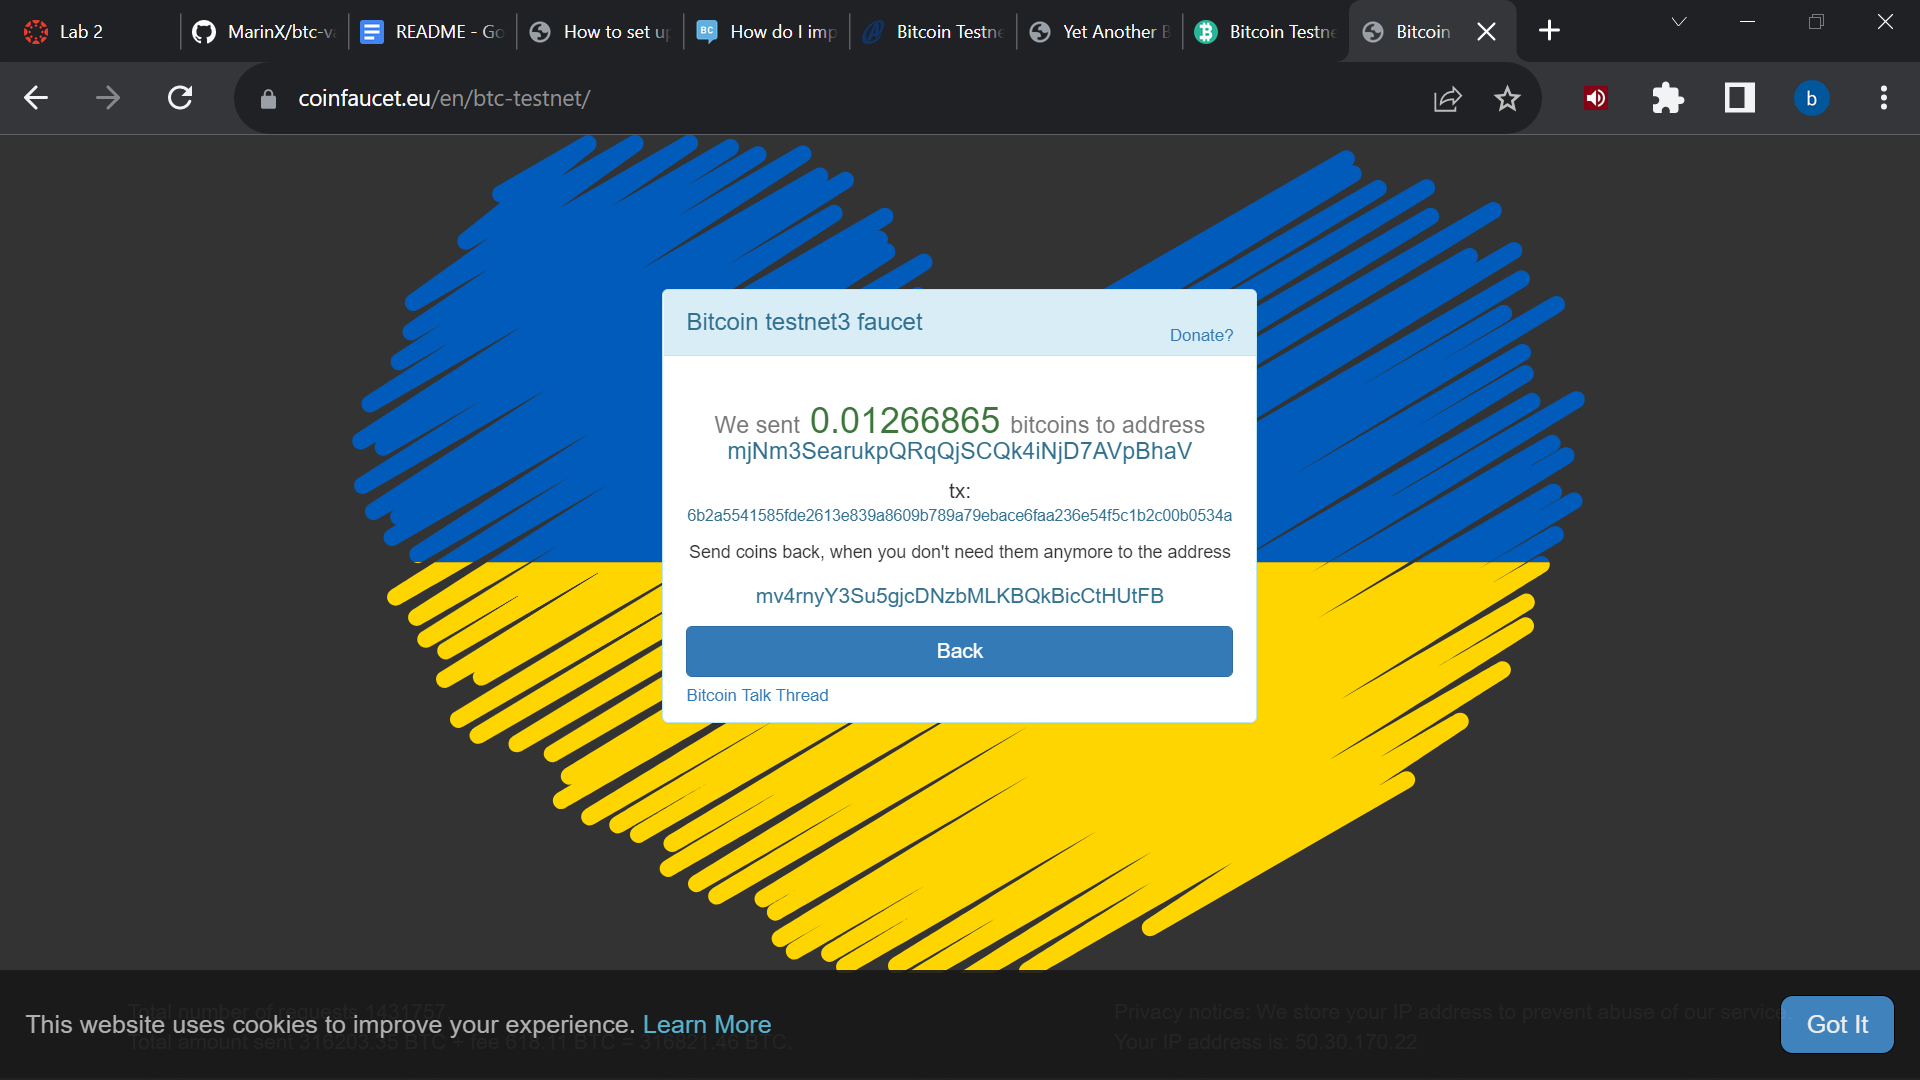 Lab 2
MarinX/btc-v
README - Go
How to set u
How do I imp
Bitcoin Testn
Yet Another B
Bitcoin Testn
Bitcoin
coinfaucet.eu/en/btc-testnet/
b
Bitcoin testnet3 faucet
Donate?
We sent 0.01266865 bitcoins to address
mjNm3SearukpQRqQjSCQk4iNjD7AVpBhaV
tx:
6b2a5541585fde2613e839a8609b789a79ebace6faa236e54f5c1b2c00b0534a
Send coins back, when you don't need them anymore to the address
mv4rnyY3Su5gjcDNzbMLKBQkBicCtHUtFB
Back
Bitcoin Talk Thread
Total number of requests 1431757
Privacy notice: We store your IP address to prevent abuse of our service.
This website uses cookies to improve your experience. Learn More
Got It
Total amount sent 316203.35 BTC + fee 618.11 BTC = 316821.46 BTC.
Your IP address is: 50.30.170.22